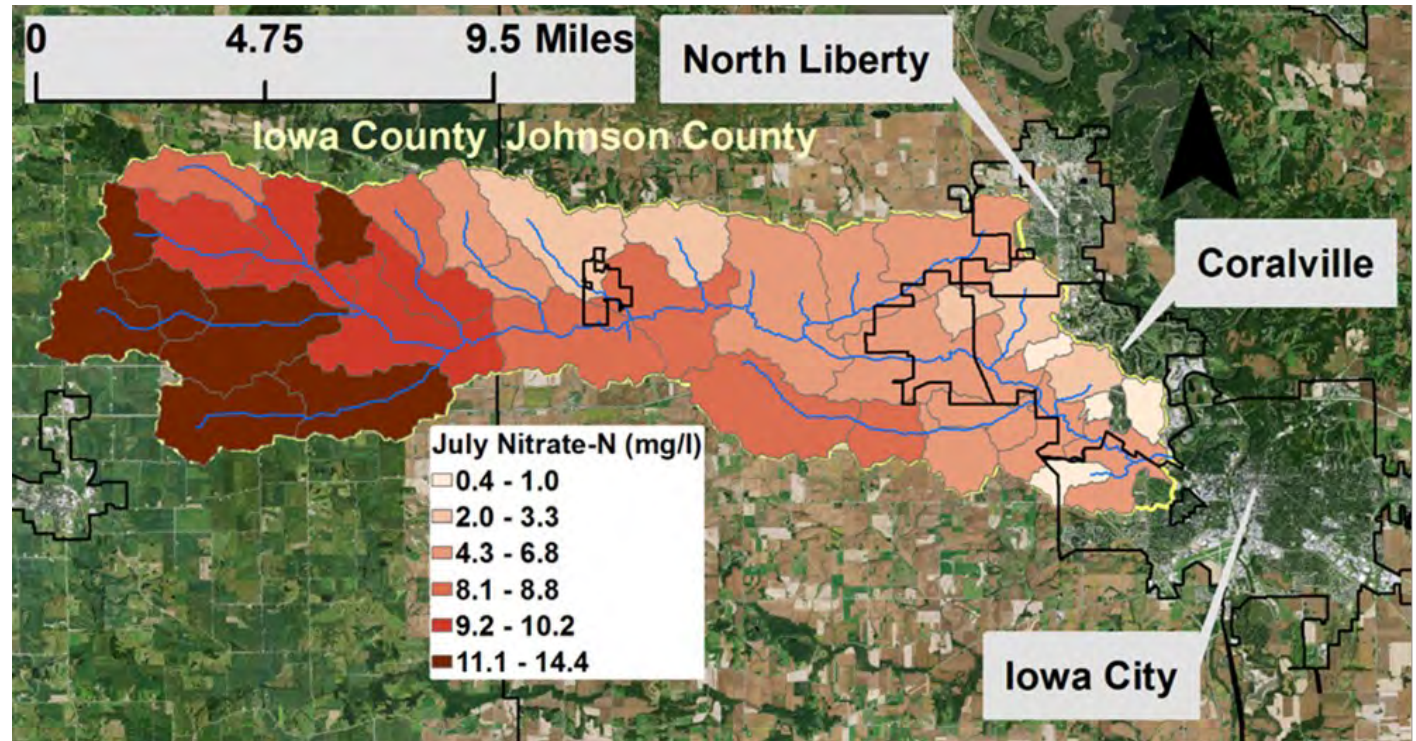 0 4.75 9.5 Miles
North Liberty
N
Iowa County Johnson County
Coralville
July Nitrate-N (mg/l)
0.4 - 1.0
2.0 - 3.3
4.3 - 6.8
8.1 - 8.8
9.2 - 10.2
11.1 - 14.4
Iowa City